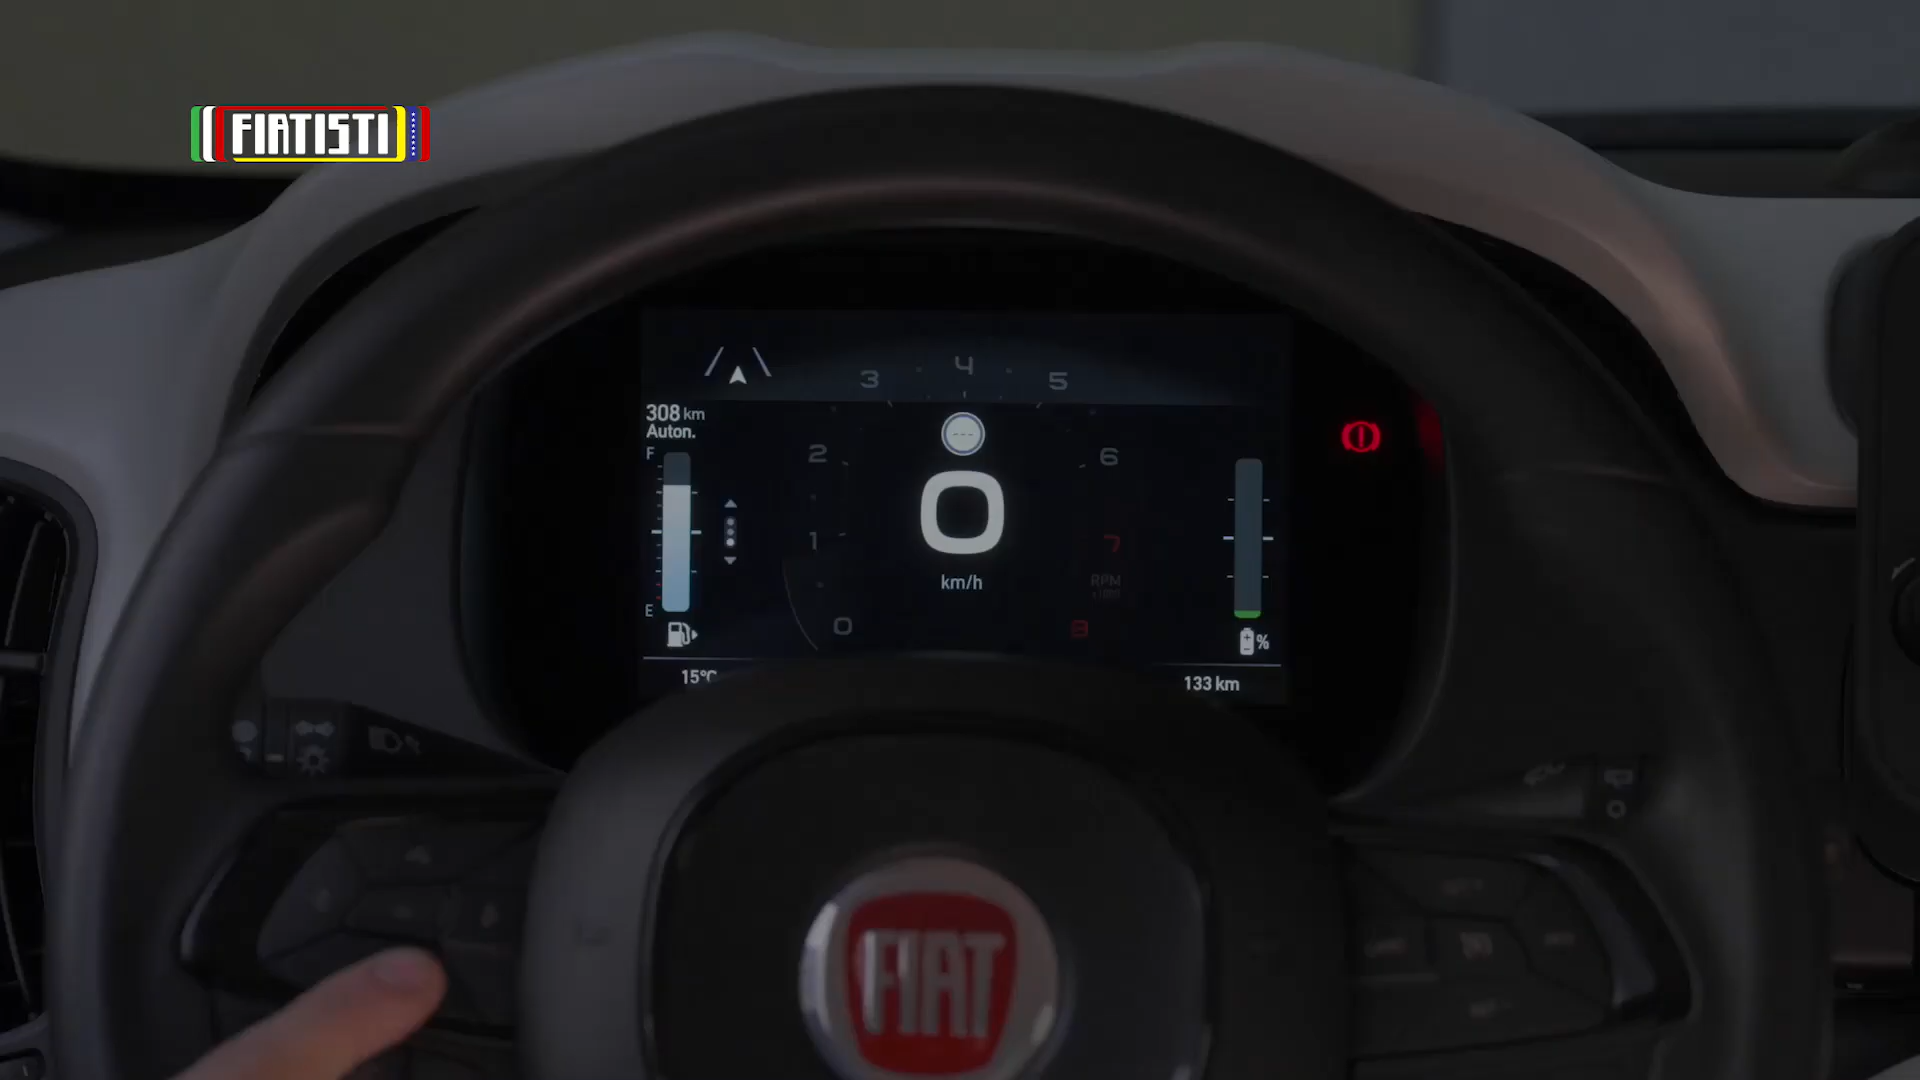 FIATISTI
3
4
5
308 km
Auton.
F
2
6
---
0
1
7
km/h
RPM
E
0
8
%
15°C
133 km
FIAT